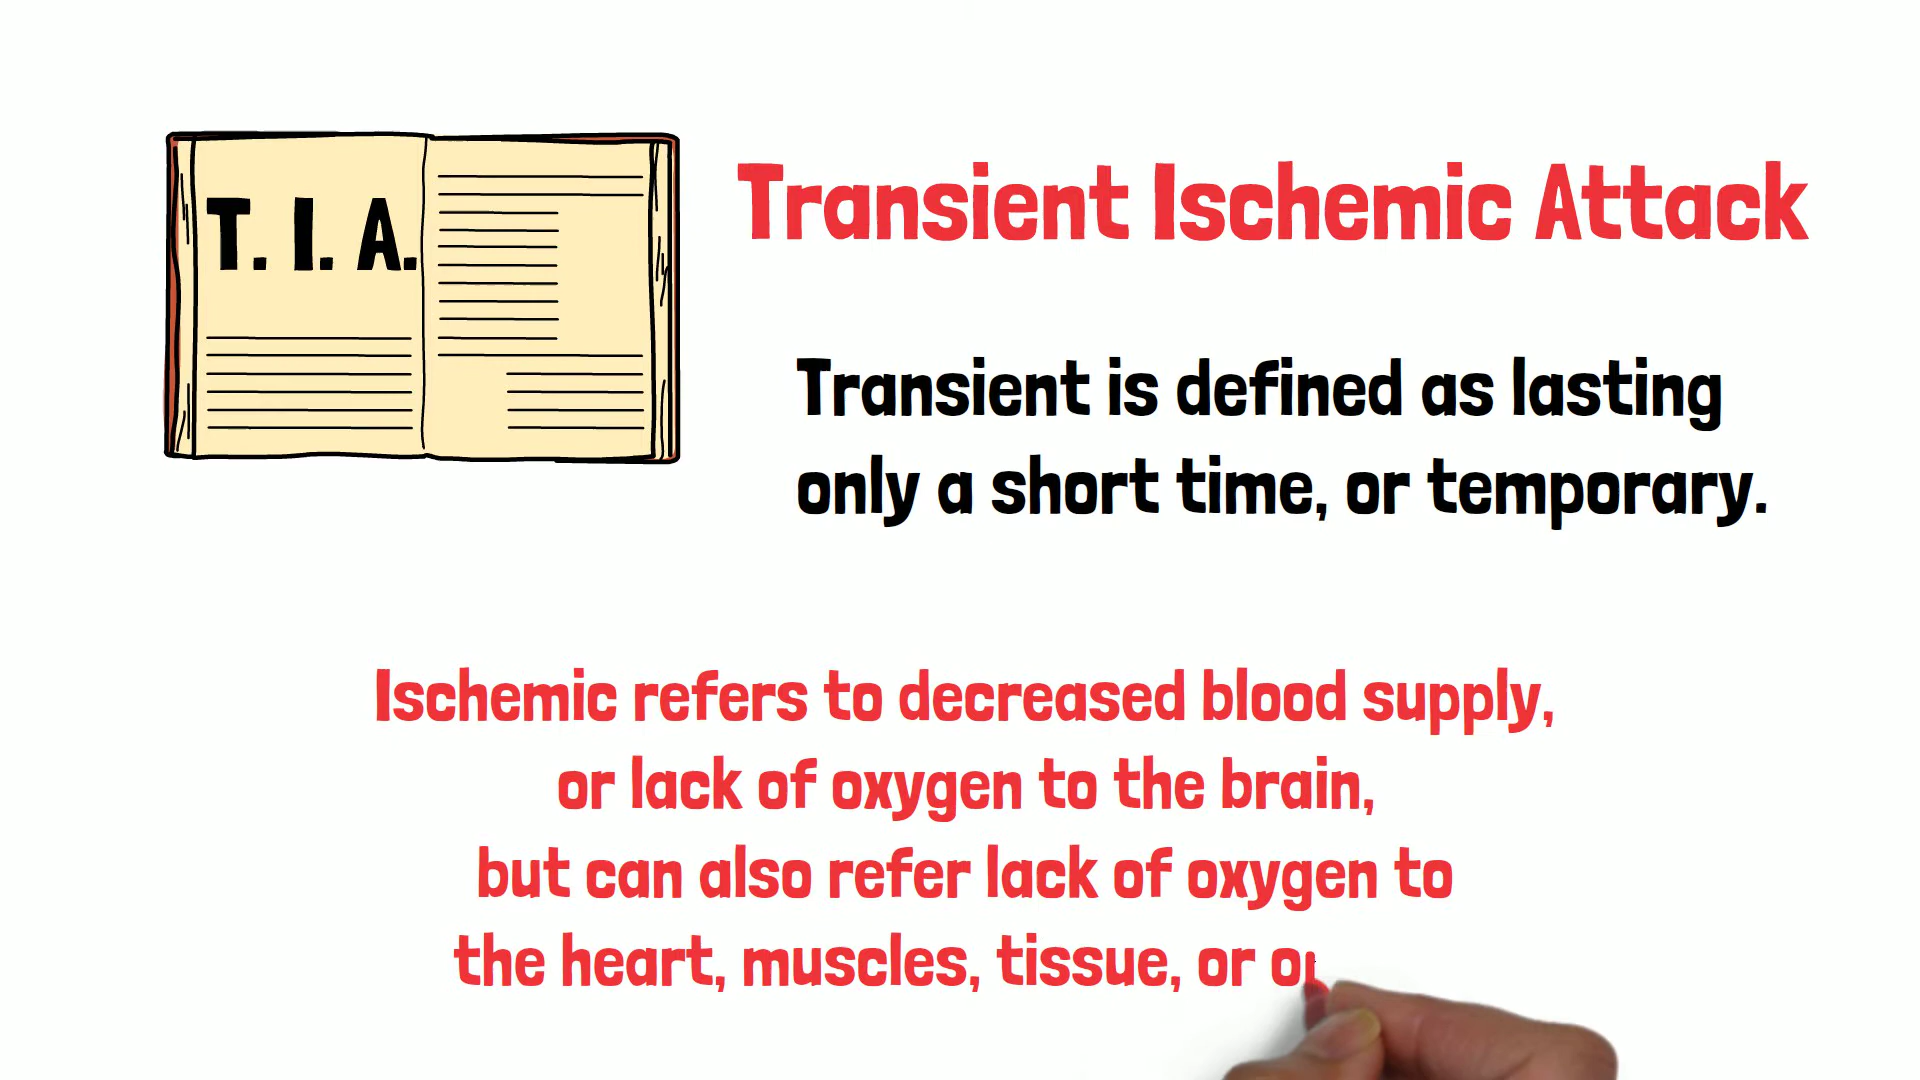 T. I. A.
Transient Ischemic Attack
Transient is defined as lasting
only a short time, or temporary.
Ischemic refers to decreased blood supply,
or lack of oxygen to the brain,
but can also refer lack of oxygen to
the heart, muscles, tissue, or